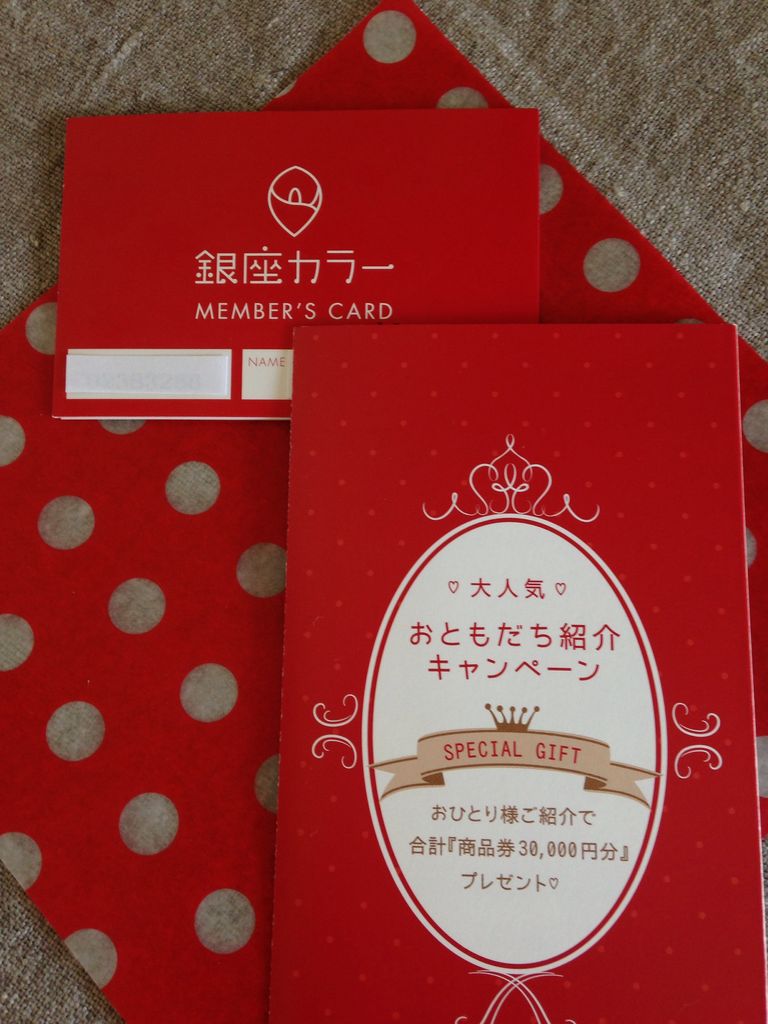 銀座カラー
MEMBER'S CARD
NAME
♡ 大人気 ♡
おともだち紹介
キャンペーン
SPECIAL GIFT
おひとり様ご紹介で
合計『商品券30,000円分』
プレゼント♡